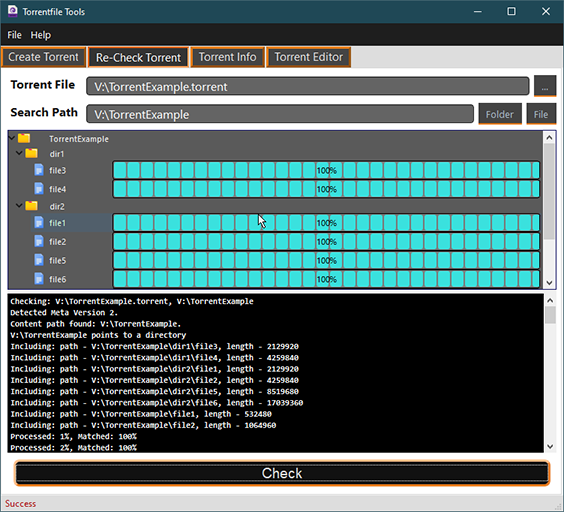 Torrentfile Tools
File Help
Create Torrent Re-Check Torrent Torrent Info Torrent Editor
Torrent File V:\TorrentExample.torrent ...
Search Path V:\TorrentExample Folder File
TorrentExample
dir1
file3 100%
file4 100%
dir2
file1 100%
file2 100%
file5 100%
file6 100%
Checking: V:\TorrentExample.torrent, V:\TorrentExample
Detected Meta Version 2.
Content path found: V:\TorrentExample.
V:\TorrentExample points to a directory
Including: path - V:\TorrentExample\dir1\file3, length - 2129920
Including: path - V:\TorrentExample\dir1\file4, length - 4259840
Including: path - V:\TorrentExample\dir2\file1, length - 2129920
Including: path - V:\TorrentExample\dir2\file2, length - 4259840
Including: path - V:\TorrentExample\dir2\file5, length - 8519680
Including: path - V:\TorrentExample\dir2\file6, length - 17039360
Including: path - V:\TorrentExample\file1, length - 532480
Including: path - V:\TorrentExample\file2, length - 1064960
Processed: 1%, Matched: 100%
Processed: 2%, Matched: 100%
Check
Success